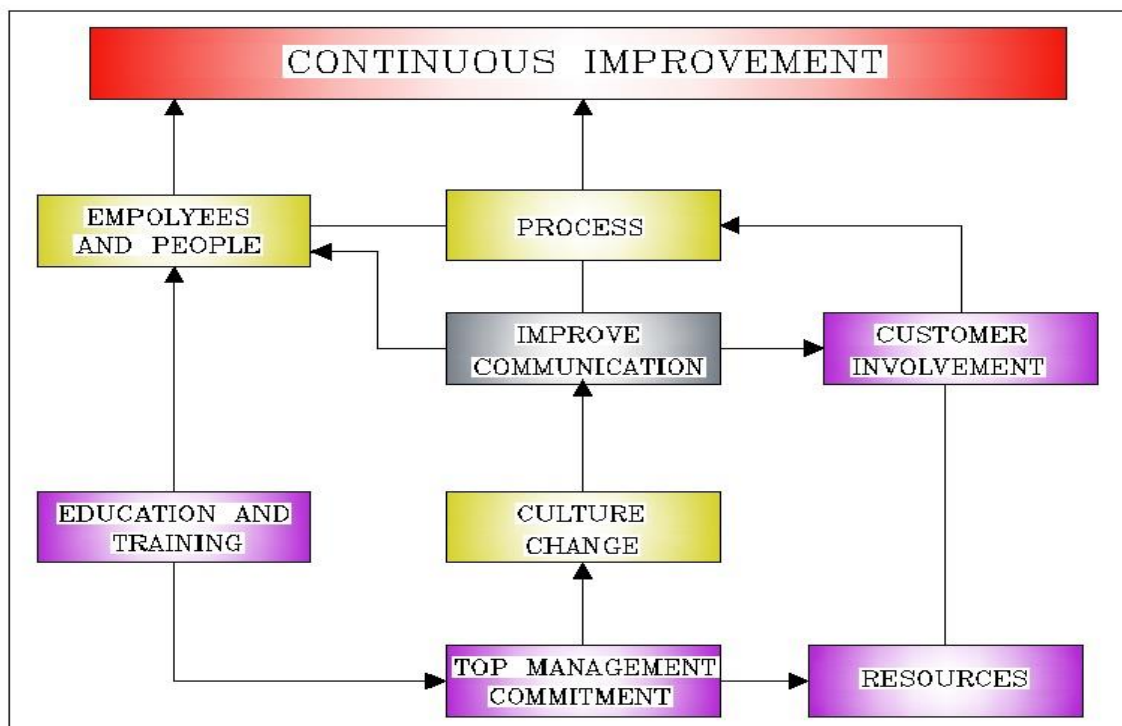 CONTINUOUS IMPROVEMENT
EMPOLYEES
AND PEOPLE
PROCESS
IMPROVE
COMMUNICATION
CUSTOMER
INVOLVEMENT
EDUCATION AND
TRAINING
CULTURE
CHANGE
TOP MANAGEMENT
COMMITMENT
RESOURCES